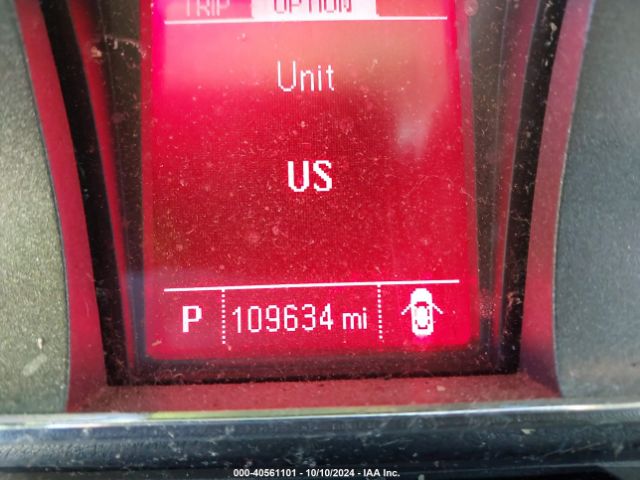 TRIP OPTION
Unit
US
P 109634 mi
000-40561101 - 10/10/2024 - IAA Inc.